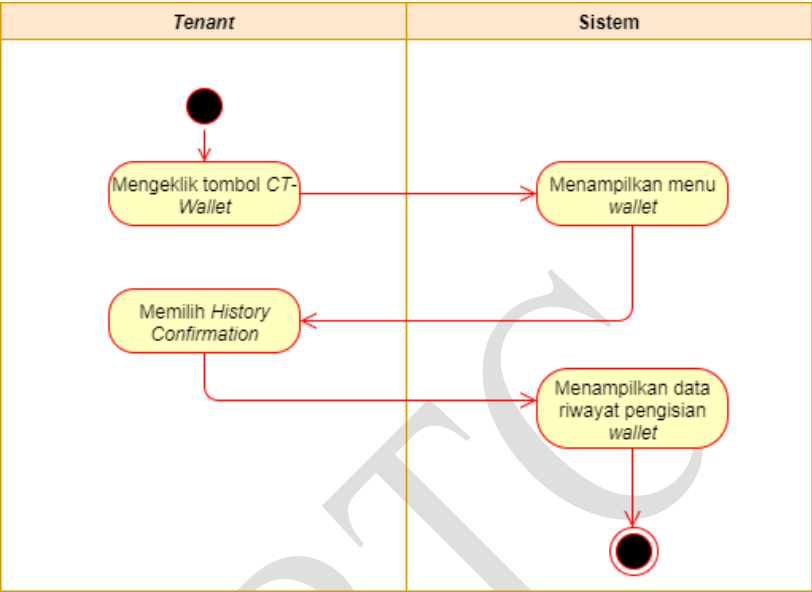 Tenant
Sistem
Mengeklik tombol CT-
Wallet
Menampilkan menu
wallet
Memilih History
Confirmation
Menampilkan data
riwayat pengisian
wallet